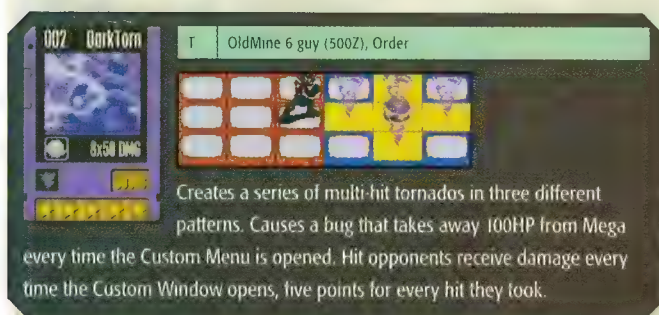 002 DarkTorn
8x50 DMG
T OldMine 6 guy (500Z), Order
Creates a series of multi-hit tornados in three different
patterns. Causes a bug that takes away 100HP from Mega
every time the Custom Menu is opened. Hit opponents receive damage every
time the Custom Window opens, five points for every hit they took.